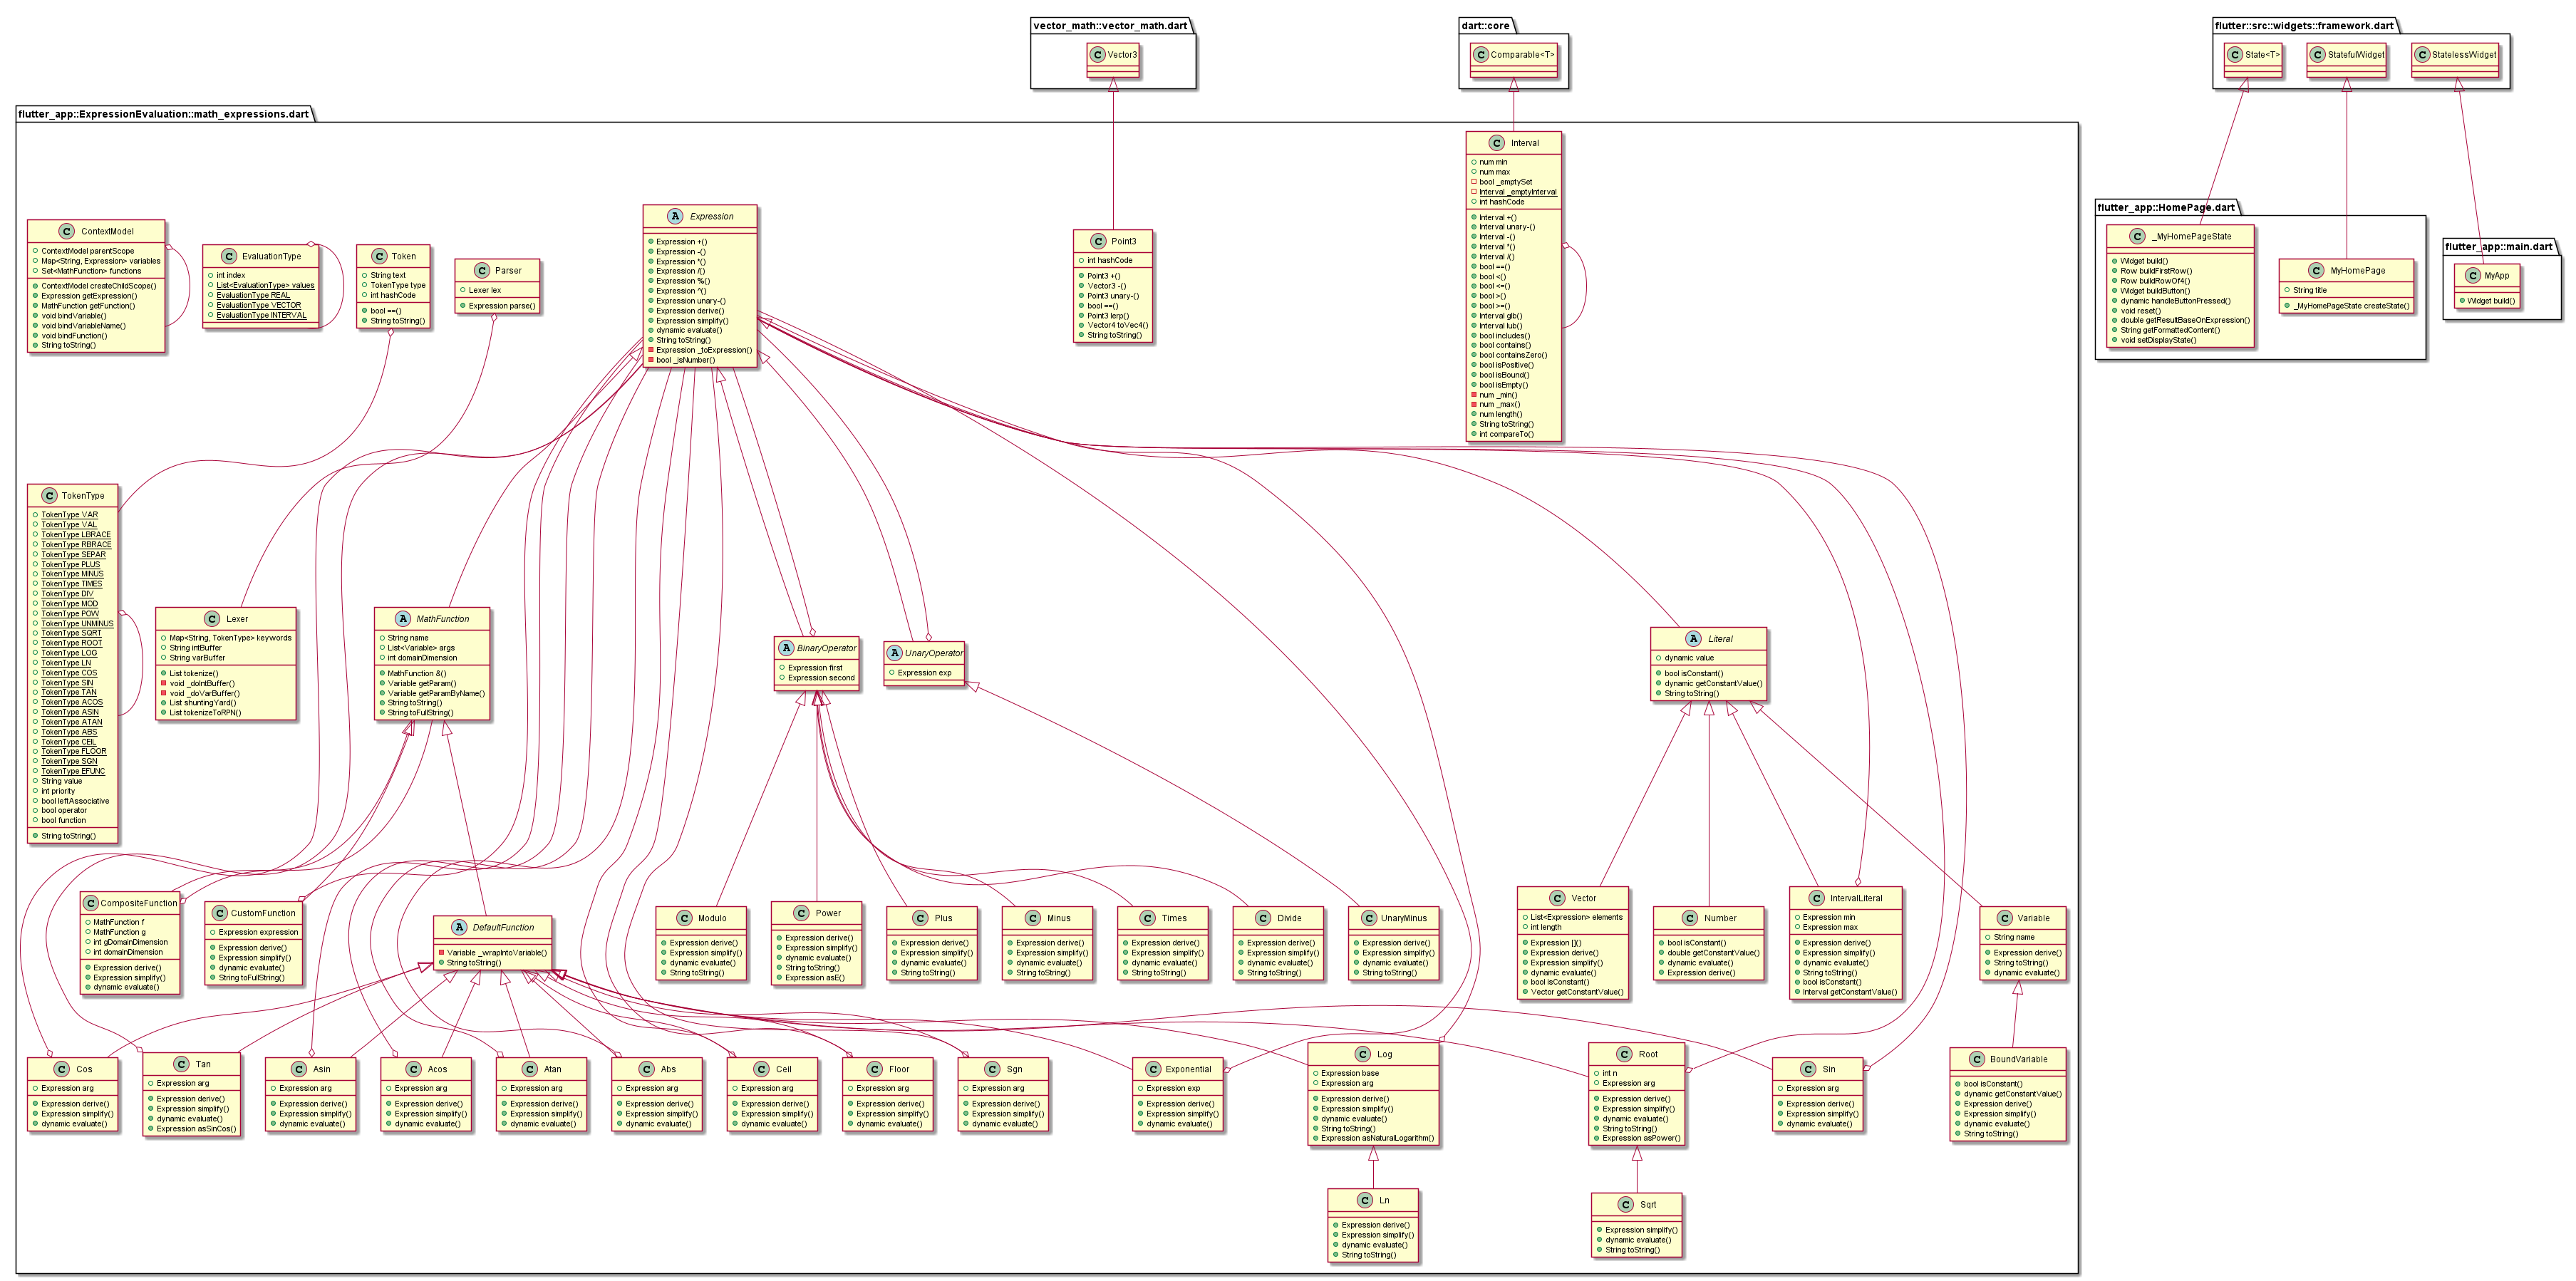 vector_math::vector_math.dart
C Vector3
dart::core
C Comparable<T>
flutter::src::widgets::framework.dart
C State<T>
C StatefulWidget
C StatelessWidget
flutter_app::ExpressionEvaluation::math_expressions.dart
C ContextModel
ContextModel parentScope
Map<String, Expression> variables
Set<MathFunction> functions
ContextModel createChildScope()
Expression getExpression()
MathFunction getFunction()
void bindVariable()
void bindVariableName()
void bindFunction()
String toString()
C EvaluationType
int index
List<EvaluationType> values
EvaluationType REAL
EvaluationType VECTOR
EvaluationType INTERVAL
C Token
String text
TokenType type
int hashCode
bool ==()
String toString()
C Parser
Lexer lex
Expression parse()
A Expression
Expression +()
Expression -()
Expression *()
Expression /()
Expression %()
Expression ^()
Expression unary-()
Expression derive()
Expression simplify()
dynamic evaluate()
String toString()
Expression _toExpression()
bool _isNumber()
C Point3
int hashCode
Point3 +()
Vector3 -()
Point3 unary-()
bool ==()
Point3 lerp()
Vector4 toVec4()
String toString()
C Interval
num min
num max
bool _emptySet
Interval _emptyInterval
int hashCode
Interval +()
Interval unary-()
Interval -()
Interval *()
Interval /()
bool ==()
bool <()
bool <=()
bool >()
bool >=()
Interval glb()
Interval lub()
bool includes()
bool contains()
bool containsZero()
bool isPositive()
bool isBound()
bool isEmpty()
num _min()
num _max()
num length()
String toString()
int compareTo()
flutter_app::HomePage.dart
C _MyHomePageState
Widget build()
Row buildFirstRow()
Row buildRowOf4()
Widget buildButton()
dynamic handleButtonPressed()
void reset()
double getResultBaseOnExpression()
String getFormattedContent()
void setDisplayState()
C MyHomePage
String title
_MyHomePageState createState()
flutter_app::main.dart
C MyApp
Widget build()
C TokenType
TokenType VAR
TokenType VAL
TokenType LBRACE
TokenType RBRACE
TokenType SEPAR
TokenType PLUS
TokenType MINUS
TokenType TIMES
TokenType DIV
TokenType MOD
TokenType POW
TokenType UNMINUS
TokenType SQRT
TokenType ROOT
TokenType LOG
TokenType LN
TokenType COS
TokenType SIN
TokenType TAN
TokenType ACOS
TokenType ASIN
TokenType ATAN
TokenType ABS
TokenType CEIL
TokenType FLOOR
TokenType SGN
TokenType EFUNC
String value
int priority
bool leftAssociative
bool operator
bool function
String toString()
C Lexer
Map<String, TokenType> keywords
String intBuffer
String varBuffer
List tokenize()
void _doIntBuffer()
void _doVarBuffer()
List shuntingYard()
List tokenizeToRPN()
A MathFunction
String name
List<Variable> args
int domainDimension
MathFunction &()
Variable getParam()
Variable getParamByName()
String toString()
String toFullString()
A BinaryOperator
Expression first
Expression second
A UnaryOperator
Expression exp
A Literal
dynamic value
bool isConstant()
dynamic getConstantValue()
String toString()
C CompositeFunction
MathFunction f
MathFunction g
int gDomainDimension
int domainDimension
Expression derive()
Expression simplify()
dynamic evaluate()
C CustomFunction
Expression expression
Expression derive()
Expression simplify()
dynamic evaluate()
String toFullString()
A DefaultFunction
Variable _wrapIntoVariable()
String toString()
C Modulo
Expression derive()
Expression simplify()
dynamic evaluate()
String toString()
C Power
Expression derive()
Expression simplify()
dynamic evaluate()
String toString()
Expression asE()
C Plus
Expression derive()
Expression simplify()
dynamic evaluate()
String toString()
C Minus
Expression derive()
Expression simplify()
dynamic evaluate()
String toString()
C Times
Expression derive()
Expression simplify()
dynamic evaluate()
String toString()
C Divide
Expression derive()
Expression simplify()
dynamic evaluate()
String toString()
C UnaryMinus
Expression derive()
Expression simplify()
dynamic evaluate()
String toString()
C Vector
List<Expression> elements
int length
Expression []()
Expression derive()
Expression simplify()
dynamic evaluate()
bool isConstant()
Vector getConstantValue()
C Number
bool isConstant()
double getConstantValue()
dynamic evaluate()
Expression derive()
C IntervalLiteral
Expression min
Expression max
Expression derive()
Expression simplify()
dynamic evaluate()
String toString()
bool isConstant()
Interval getConstantValue()
C Variable
String name
Expression derive()
String toString()
dynamic evaluate()
C Cos
Expression arg
Expression derive()
Expression simplify()
dynamic evaluate()
C Tan
Expression arg
Expression derive()
Expression simplify()
dynamic evaluate()
Expression asSinCos()
C Asin
Expression arg
Expression derive()
Expression simplify()
dynamic evaluate()
C Acos
Expression arg
Expression derive()
Expression simplify()
dynamic evaluate()
C Atan
Expression arg
Expression derive()
Expression simplify()
dynamic evaluate()
C Abs
Expression arg
Expression derive()
Expression simplify()
dynamic evaluate()
C Ceil
Expression arg
Expression derive()
Expression simplify()
dynamic evaluate()
C Floor
Expression arg
Expression derive()
Expression simplify()
dynamic evaluate()
C Sgn
Expression arg
Expression derive()
Expression simplify()
dynamic evaluate()
C Exponential
Expression exp
Expression derive()
Expression simplify()
dynamic evaluate()
C Log
Expression base
Expression arg
Expression derive()
Expression simplify()
dynamic evaluate()
String toString()
Expression asNaturalLogarithm()
C Root
int n
Expression arg
Expression derive()
Expression simplify()
dynamic evaluate()
String toString()
Expression asPower()
C Sin
Expression arg
Expression derive()
Expression simplify()
dynamic evaluate()
C BoundVariable
bool isConstant()
dynamic getConstantValue()
Expression derive()
Expression simplify()
dynamic evaluate()
String toString()
C Ln
Expression derive()
Expression simplify()
dynamic evaluate()
String toString()
C Sqrt
Expression simplify()
dynamic evaluate()
String toString()